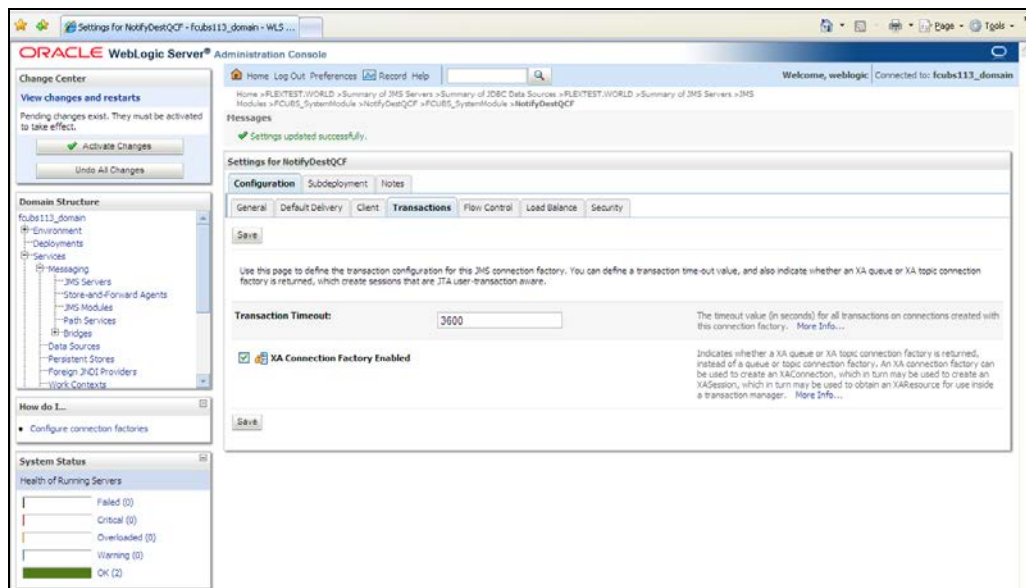 Settings for NotifyDestQCF - fcubs113_domain - WLS ...
Page
Tools
ORACLE WebLogic Server® Administration Console
Change Center
View changes and restarts
Pending changes exist. They must be activated
to take effect.
Activate Changes
Undo All Changes
Domain Structure
fcubs113_domain
Environment
Deployments
Services
Messaging
JMS Servers
Store-and-Forward Agents
JMS Modules
Path Services
Bridges
Data Sources
Persistent Stores
Foreign JNDI Providers
Work Contexts
How do I...
Configure connection factories
System Status
Health of Running Servers
Failed (0)
Critical (0)
Overloaded (0)
Warning (0)
OK (2)
Home Log Out Preferences Record Help
Welcome, weblogic Connected to: fcubs113_domain
Home >FLEXTEST.WORLD >Summary of JMS Servers >Summary of JDBC Data Sources >FLEXTEST.WORLD >Summary of JMS Servers >JMS
Modules >FCUBS_SystemModule >NotifyDestQCF >FCUBS_SystemModule >NotifyDestQCF
Messages
Settings updated successfully.
Settings for NotifyDestQCF
Configuration Subdeployment Notes
General Default Delivery Client Transactions Flow Control Load Balance Security
Save
Use this page to define the transaction configuration for this JMS connection factory. You can define a transaction time-out value, and also indicate whether an XA queue or XA topic connection
factory is returned, which create sessions that are JTA user-transaction aware.
Transaction Timeout:
3600
The timeout value (in seconds) for all transactions on connections created with
this connection factory. More Info...
XA Connection Factory Enabled
Indicates whether a XA queue or XA topic connection factory is returned,
instead of a queue or topic connection factory. An XA connection factory can
be used to create an XAConnection, which in turn may be used to create an
XASession, which in turn may be used to obtain an XAResource for use inside
a transaction manager. More Info...
Save